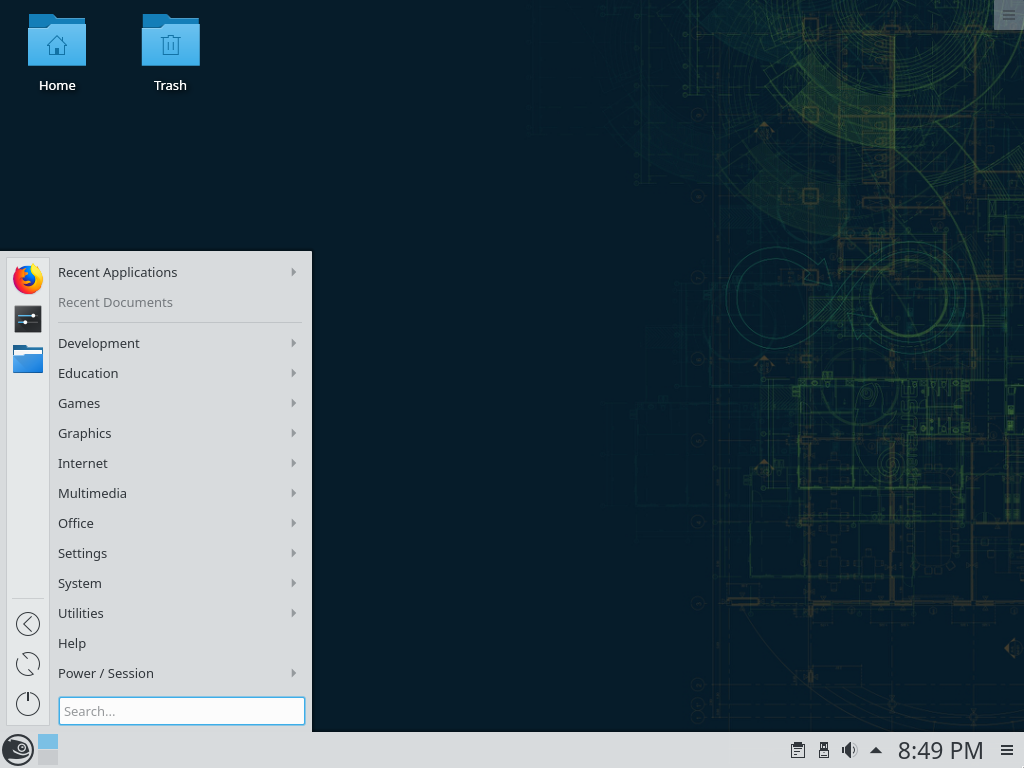 Home
Trash
Recent Applications
Recent Documents
Development
Education
Games
Graphics
Internet
Multimedia
Office
Settings
System
Utilities
Help
Power / Session
Search...
8:49 PM